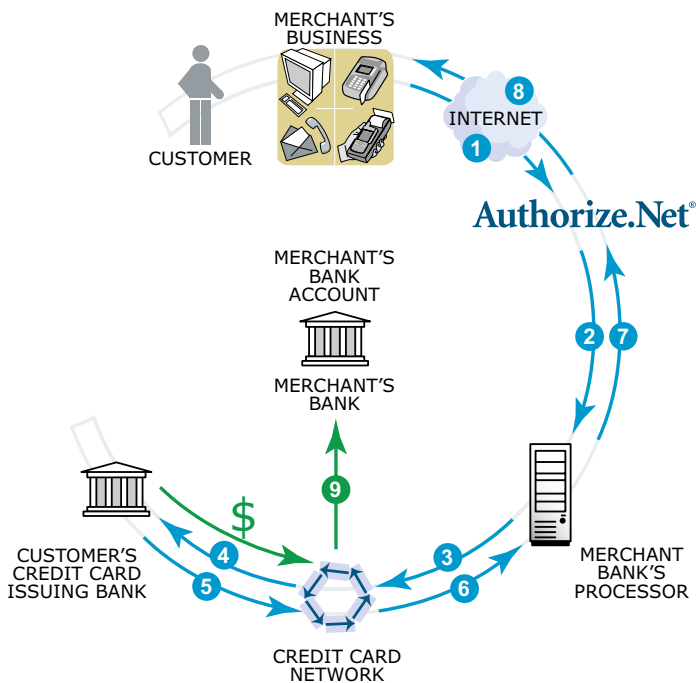 MERCHANT'S
BUSINESS
8
INTERNET
1
CUSTOMER
Authorize.Net®
MERCHANT'S
BANK
ACCOUNT
2
7
MERCHANT'S
BANK
9
$
3
4
CUSTOMER'S
CREDIT CARD
ISSUING BANK
5
6
MERCHANT
BANK'S
PROCESSOR
CREDIT CARD
NETWORK